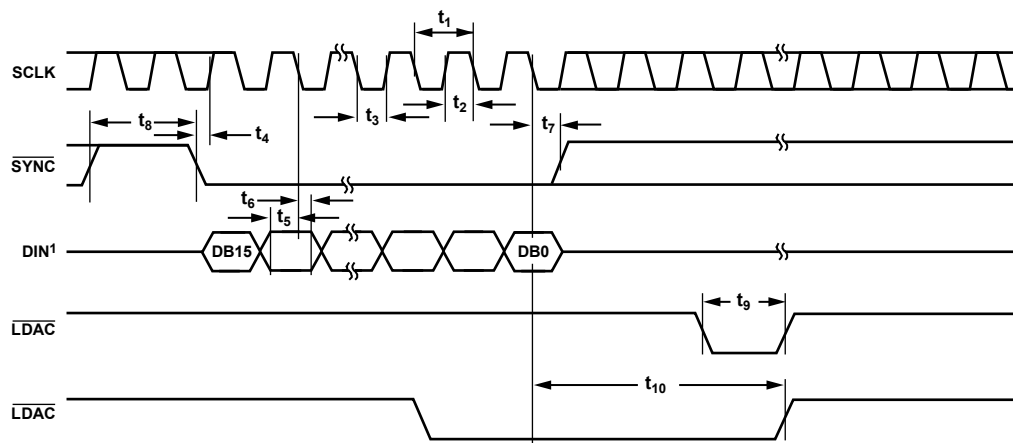 t1
SCLK
t2
t3
t8
t4
t7
SYNC
t6
t5
DIN1
DB15
DB0
t9
LDAC
t10
LDAC